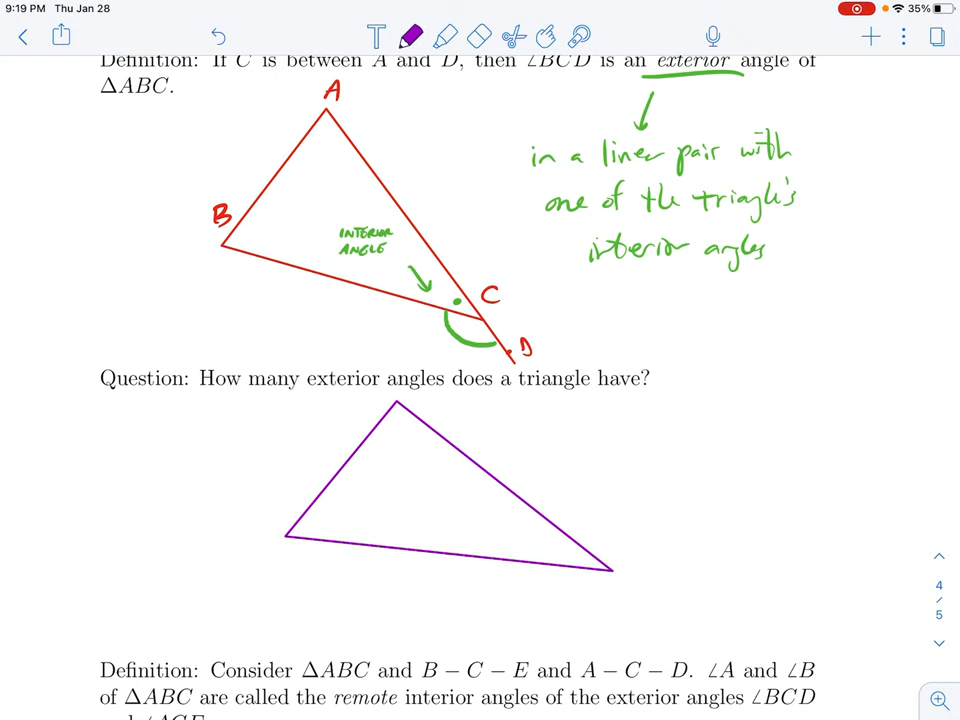 9:19 PM Thu Jan 28
35%
Definition: If C is between A and D, then ∠BCD is an exterior angle of
ΔABC.
A
in a liner pair with
one of the triagle's
interior angles
B
INTERIOR
ANGLE
C
D
Question: How many exterior angles does a triangle have?
4
/
5
Definition: Consider ΔABC and B − C − E and A − C − D. ∠A and ∠B
of ΔABC are called the remote interior angles of the exterior angles ∠BCD